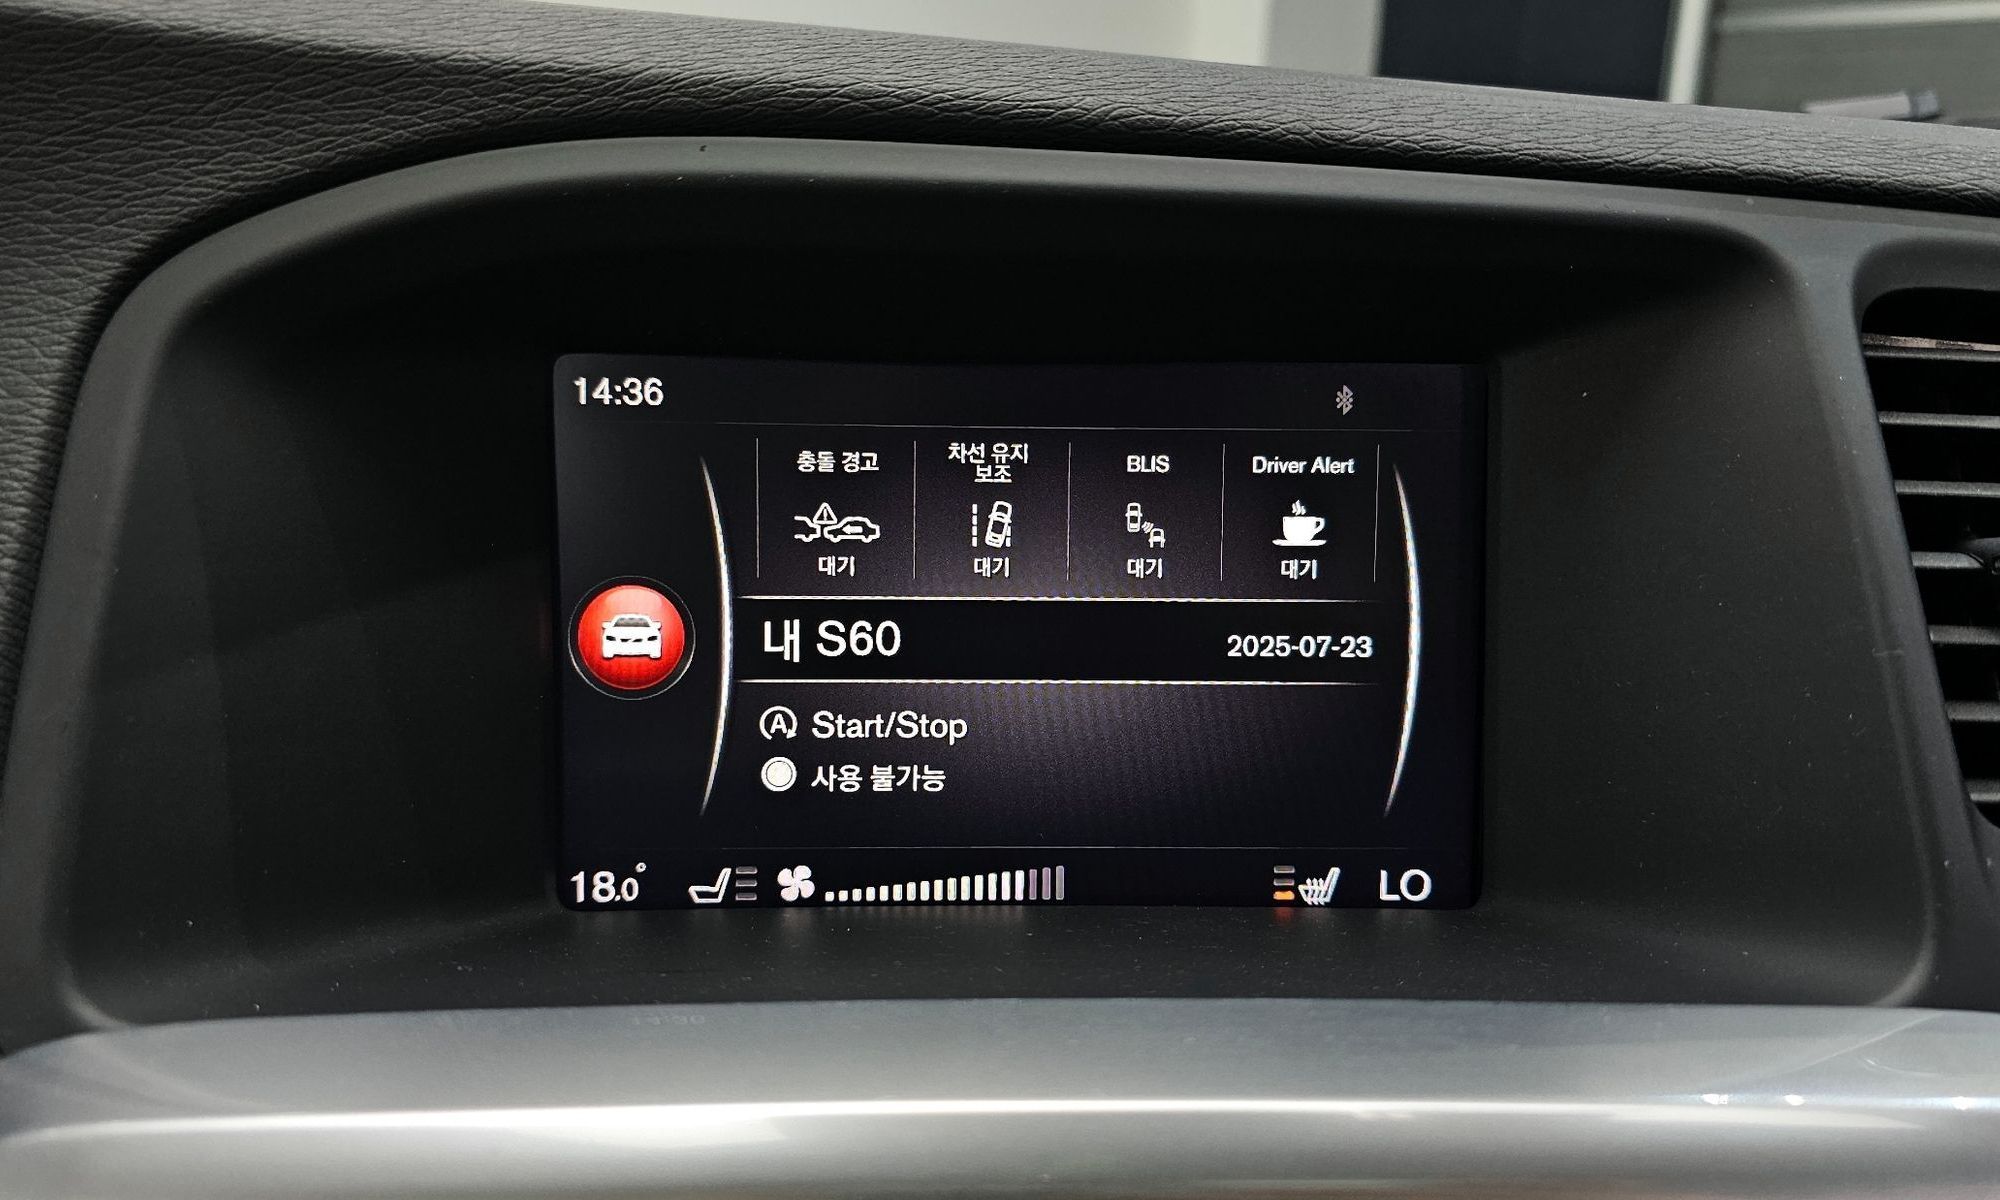 14:36
충돌 경고
차선 유지
보조
BLIS
Driver Alert
대기
대기
대기
대기
내 S60
2025-07-23
A Start/Stop
사용 불가능
18.0°
LO